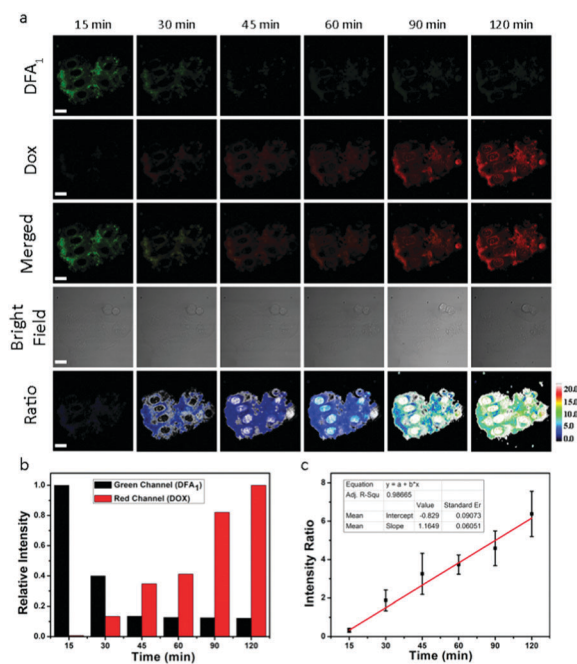 a
15 min 30 min 45 min 60 min 90 min 120 min
DFA1
Dox
Merged
Bright Field
Ratio
20.0
15.0
10.0
5.0
0.0
b
Green Channel (DFA1)
Red Channel (DOX)
Relative Intensity
1.0
0.8
0.6
0.4
0.2
0.0
15 30 45 60 90 120
Time (min)
c
Equation y = a + b*x
Adj. R-Squ 0.98665
Value Standard Er
Mean Intercept -0.829 0.09073
Mean Slope 1.1649 0.06051
Intensity Ratio
8
6
4
2
0
15 30 45 60 90 120
Time (min)